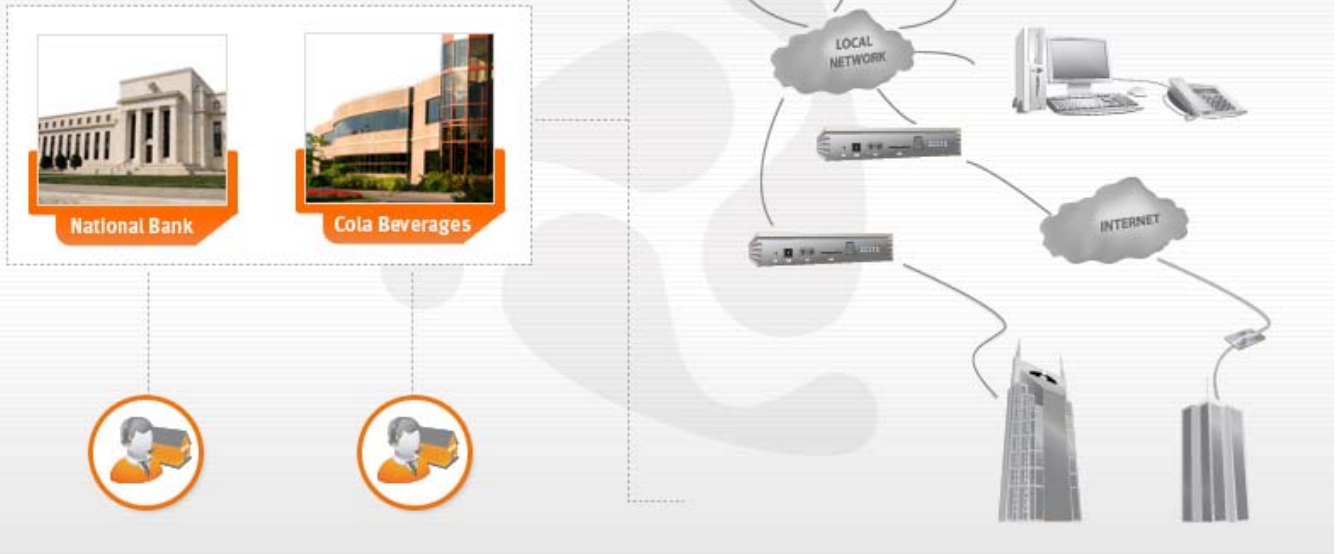 LOCAL
NETWORK
National Bank
Cola Beverages
INTERNET